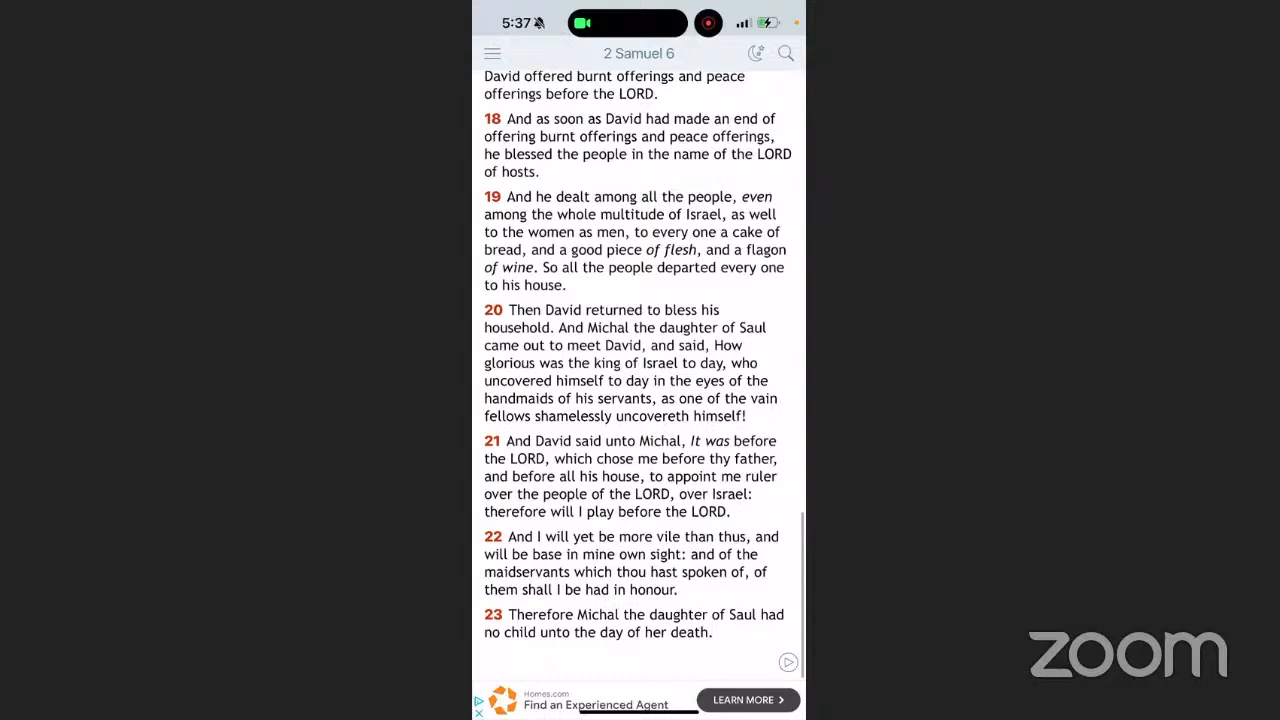 5:37
2 Samuel 6
David offered burnt offerings and peace
offerings before the LORD.
18 And as soon as David had made an end of
offering burnt offerings and peace offerings,
he blessed the people in the name of the LORD
of hosts.
19 And he dealt among all the people, even
among the whole multitude of Israel, as well
to the women as men, to every one a cake of
bread, and a good piece of flesh, and a flagon
of wine. So all the people departed every one
to his house.
20 Then David returned to bless his
household. And Michal the daughter of Saul
came out to meet David, and said, How
glorious was the king of Israel to day, who
uncovered himself to day in the eyes of the
handmaids of his servants, as one of the vain
fellows shamelessly uncovereth himself!
21 And David said unto Michal, It was before
the LORD, which chose me before thy father,
and before all his house, to appoint me ruler
over the people of the LORD, over Israel:
therefore will I play before the LORD.
22 And I will yet be more vile than thus, and
will be base in mine own sight: and of the
maidservants which thou hast spoken of, of
them shall I be had in honour.
23 Therefore Michal the daughter of Saul had
no child unto the day of her death.
Homes.com
Find an Experienced Agent
LEARN MORE >
zoom